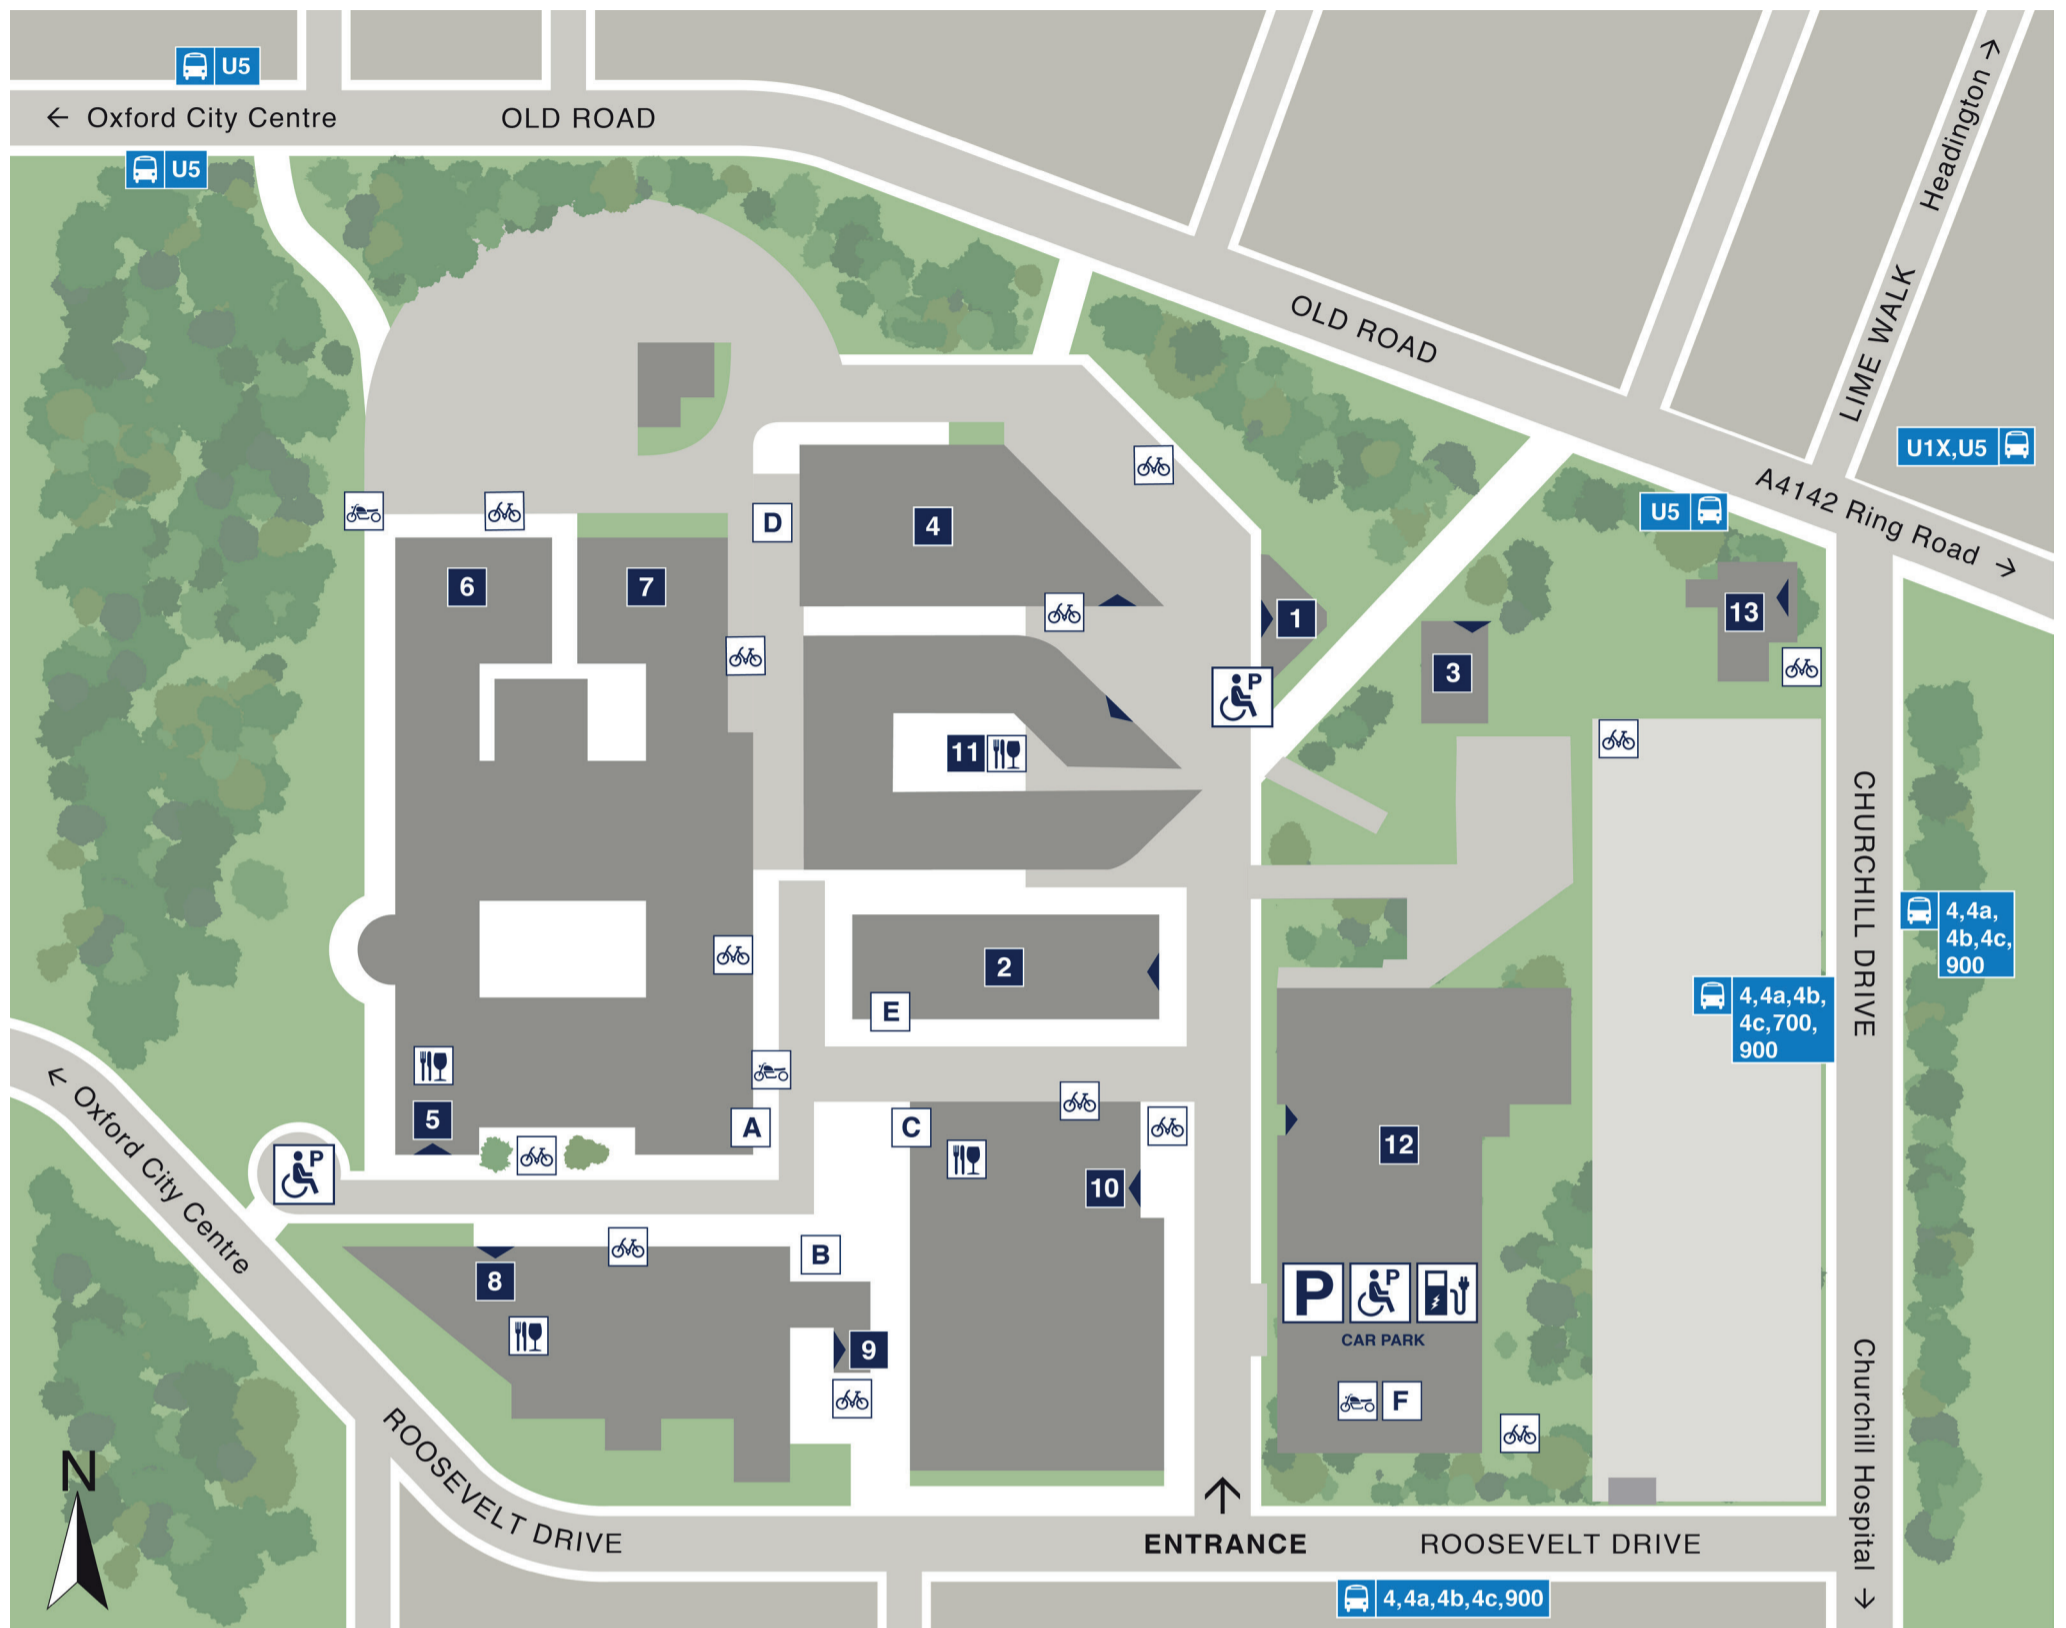 U5
← Oxford City Centre
OLD ROAD
U5
Headington →
LIME WALK
OLD ROAD
U1X,U5
A4142 Ring Road →
U5
D
4
6
7
1
13
3
11
CHURCHILL DRIVE
4,4a,
4b,4c,
900
2
E
4,4a,4b,
4c,700,
900
← Oxford City Centre
5
A
C
P
12
10
B
8
P
P
CAR PARK
9
F
Churchill Hospital →
N
ROOSEVELT DRIVE
ENTRANCE
ROOSEVELT DRIVE
4,4a,4b,4c,900
P